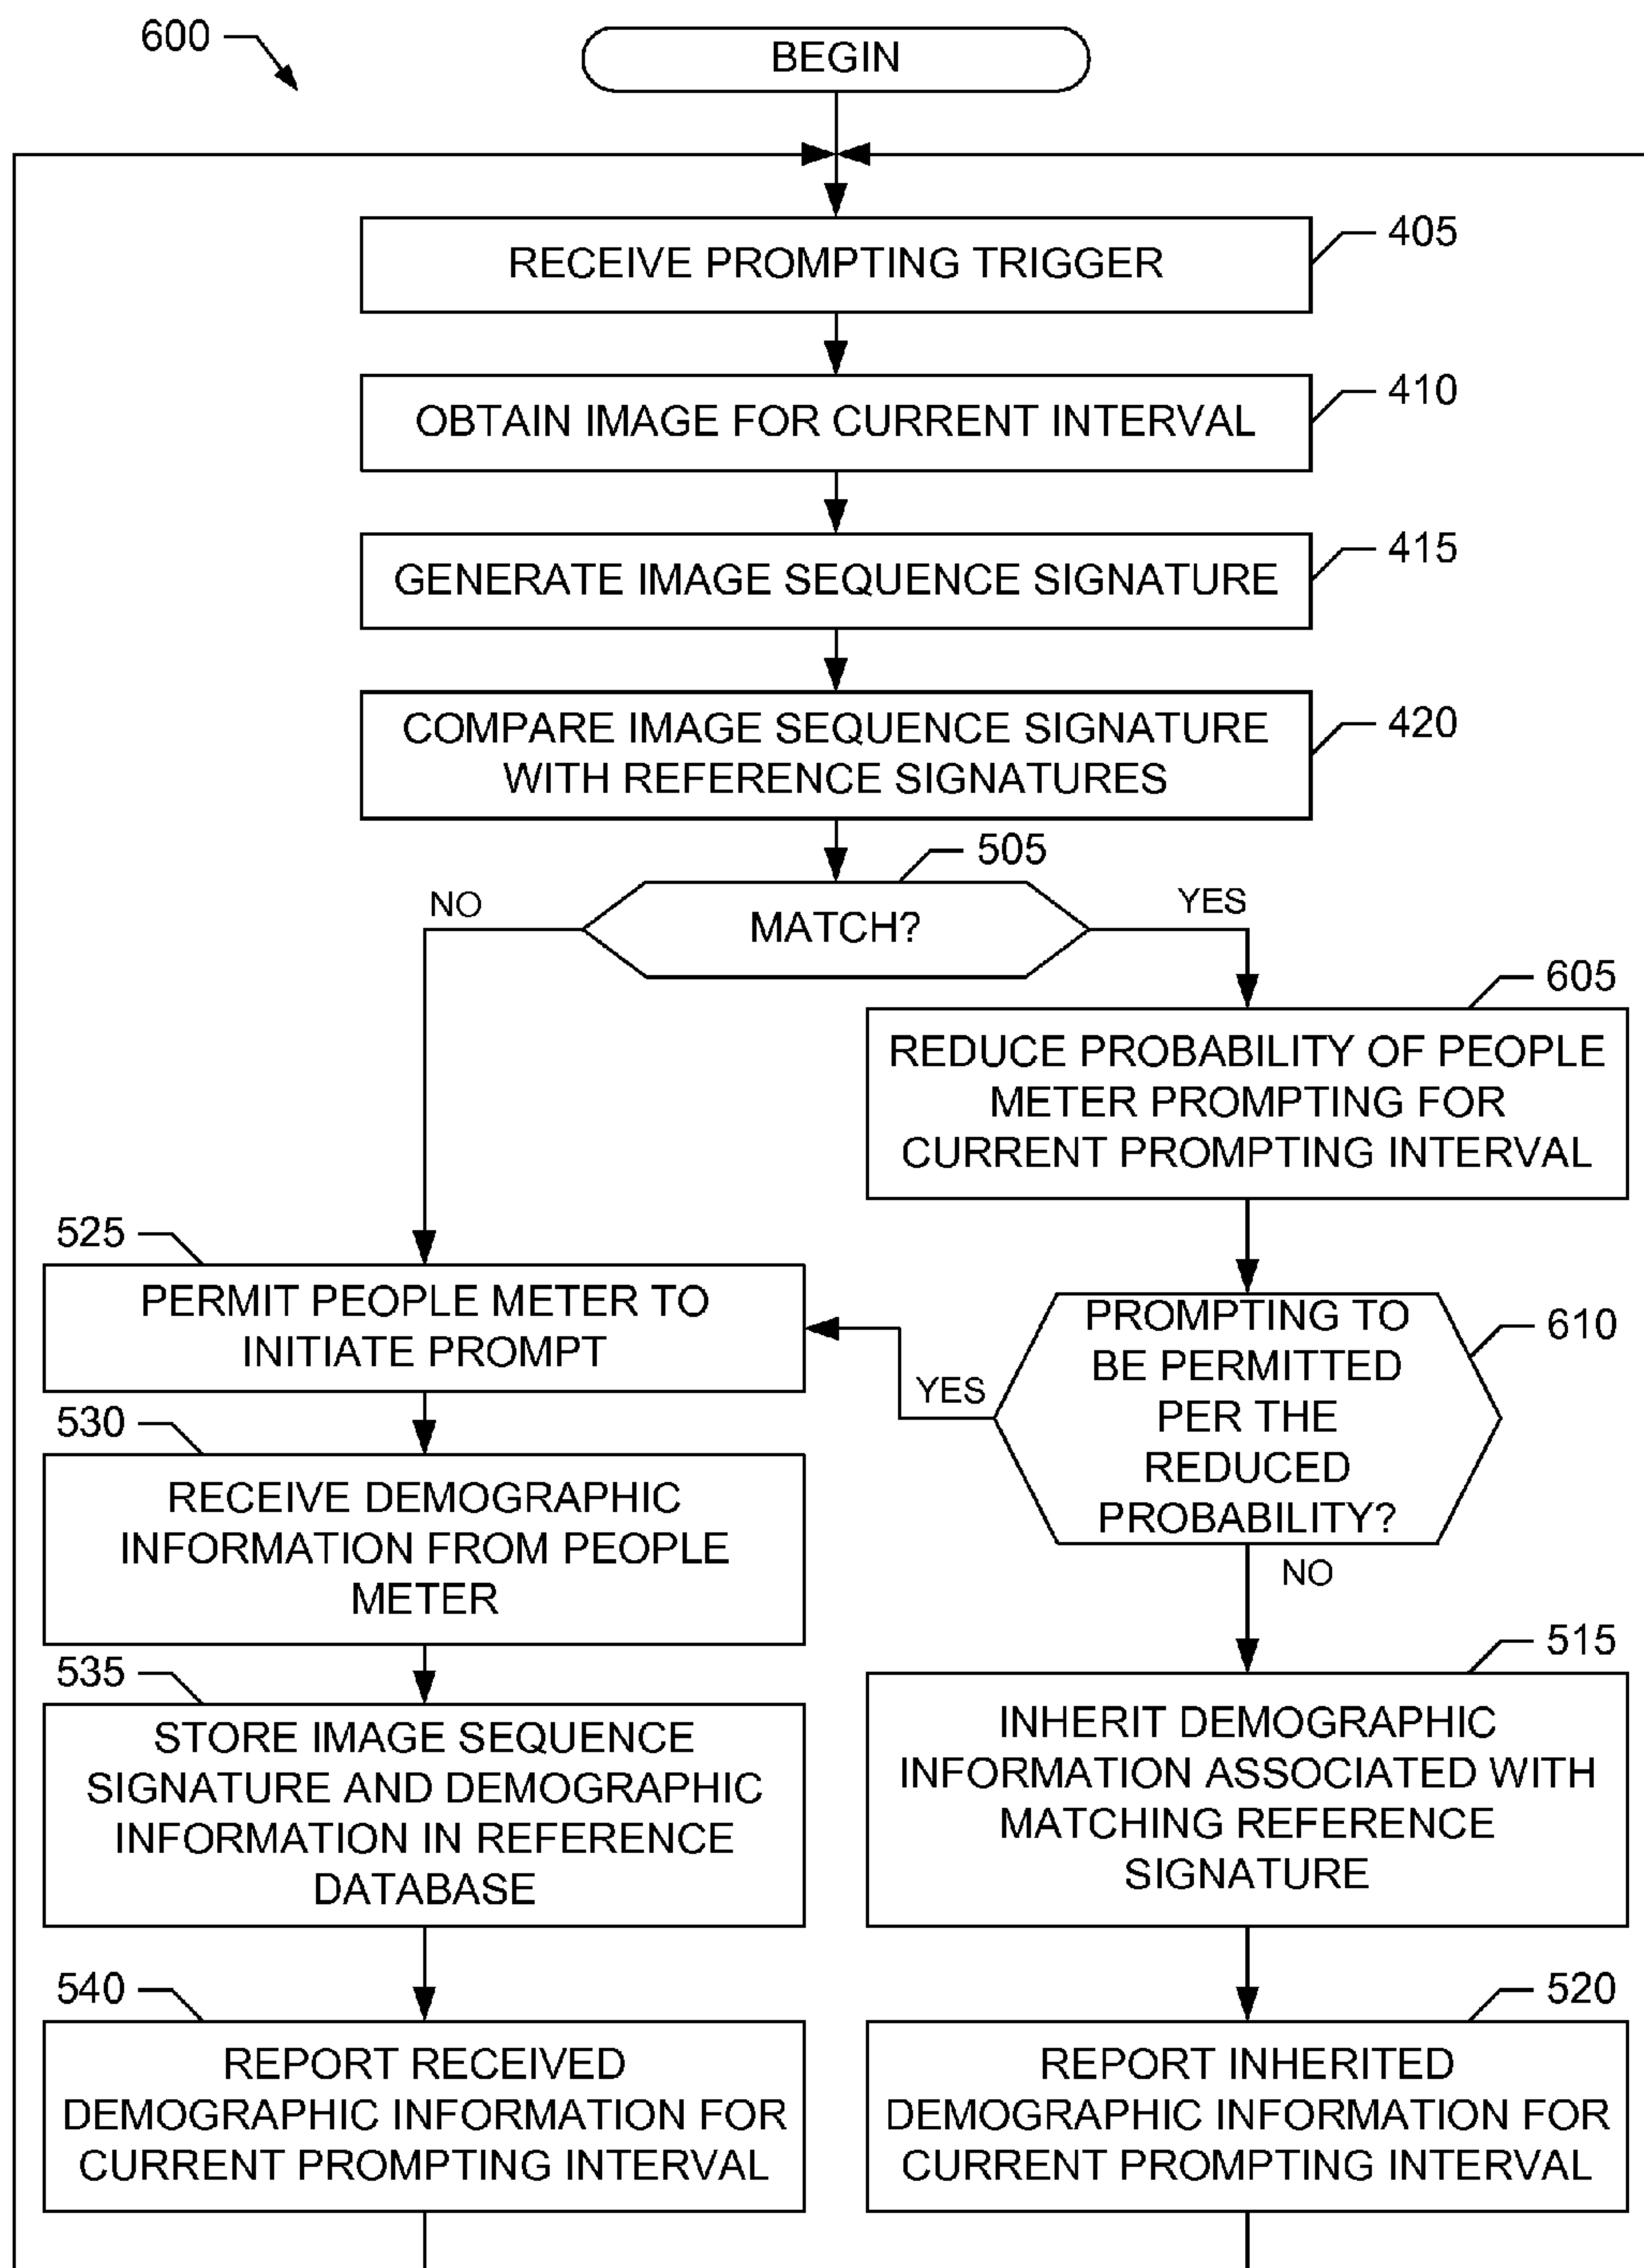 600
BEGIN
RECEIVE PROMPTING TRIGGER
405
OBTAIN IMAGE FOR CURRENT INTERVAL
410
GENERATE IMAGE SEQUENCE SIGNATURE
415
COMPARE IMAGE SEQUENCE SIGNATURE
WITH REFERENCE SIGNATURES
420
505
MATCH?
NO
YES
605
REDUCE PROBABILITY OF PEOPLE
METER PROMPTING FOR
CURRENT PROMPTING INTERVAL
525
PERMIT PEOPLE METER TO
INITIATE PROMPT
610
PROMPTING TO
BE PERMITTED
PER THE
REDUCED
PROBABILITY?
YES
NO
530
RECEIVE DEMOGRAPHIC
INFORMATION FROM PEOPLE
METER
535
STORE IMAGE SEQUENCE
SIGNATURE AND DEMOGRAPHIC
INFORMATION IN REFERENCE
DATABASE
515
INHERIT DEMOGRAPHIC
INFORMATION ASSOCIATED WITH
MATCHING REFERENCE
SIGNATURE
540
REPORT RECEIVED
DEMOGRAPHIC INFORMATION FOR
CURRENT PROMPTING INTERVAL
520
REPORT INHERITED
DEMOGRAPHIC INFORMATION FOR
CURRENT PROMPTING INTERVAL